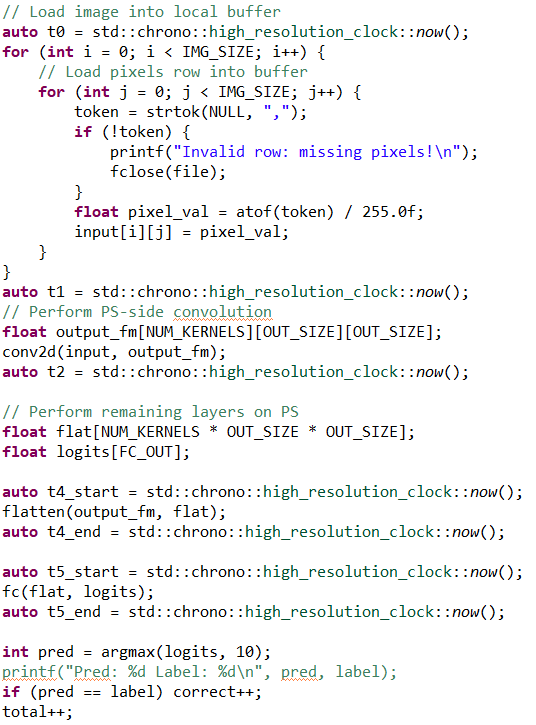 // Load image into local buffer
auto t0 = std::chrono::high_resolution_clock::now();
for (int i = 0; i < IMG_SIZE; i++) {
    // Load pixels row into buffer
    for (int j = 0; j < IMG_SIZE; j++) {
        token = strtok(NULL, ",");
        if (!token) {
            printf("Invalid row: missing pixels!\n");
            fclose(file);
        }
        float pixel_val = atof(token) / 255.0f;
        input[i][j] = pixel_val;
    }
}
auto t1 = std::chrono::high_resolution_clock::now();
// Perform PS-side convolution
float output_fm[NUM_KERNELS][OUT_SIZE][OUT_SIZE];
conv2d(input, output_fm);
auto t2 = std::chrono::high_resolution_clock::now();

// Perform remaining layers on PS
float flat[NUM_KERNELS * OUT_SIZE * OUT_SIZE];
float logits[FC_OUT];

auto t4_start = std::chrono::high_resolution_clock::now();
flatten(output_fm, flat);
auto t4_end = std::chrono::high_resolution_clock::now();

auto t5_start = std::chrono::high_resolution_clock::now();
fc(flat, logits);
auto t5_end = std::chrono::high_resolution_clock::now();

int pred = argmax(logits, 10);
printf("Pred: %d Label: %d\n", pred, label);
if (pred == label) correct++;
total++;